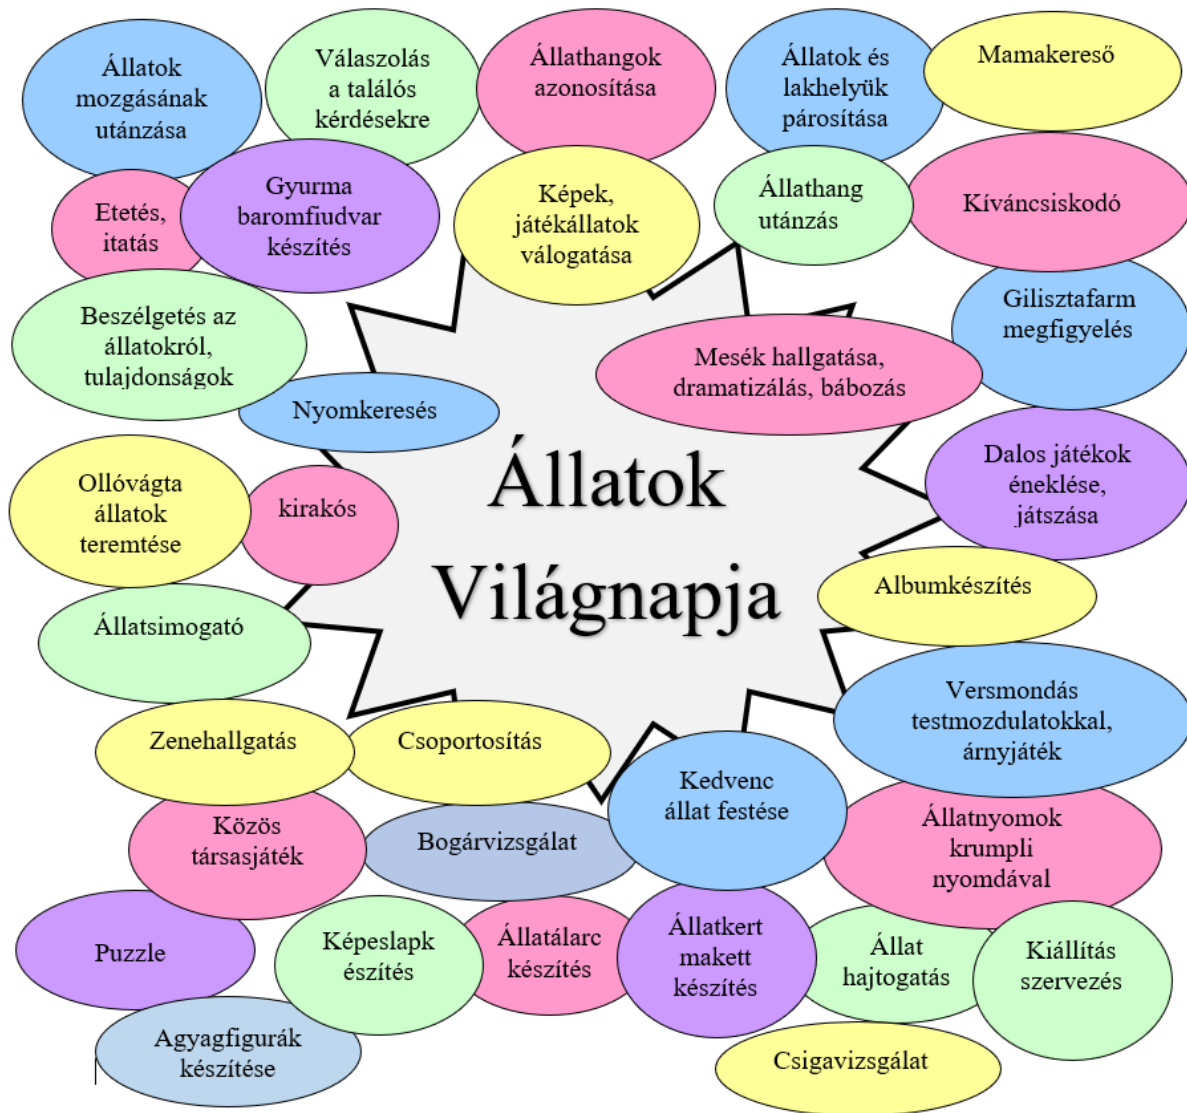 Állatok
mozgásának
utánzása
Válaszolás
a találós
kérdésekre
Állathangok
azonosítása
Állatok és
lakhelyük
párosítása
Mamakereső
Etetés,
itatás
Gyurma
baromfiudvar
készítés
Képek,
játékállatok
válogatása
Állathang
utánzás
Kíváncsiskodó
Beszélgetés az
állatokról,
tulajdonságok
Gilisztafarm
megfigyelés
Mesék hallgatása,
dramatizálás, bábozás
Nyomkeresés
Ollóvágta
állatok
teremtése
kirakós
Állatok
Világnapja
Dalos játékok
éneklése,
játszása
Albumkészítés
Állatsimogató
Versmondás
testmozdulatokkal,
árnyjáték
Zenehallgatás
Csoportosítás
Kedvenc
állat festése
Közös
társasjáték
Bogárvizsgálat
Állatnyomok
krumpli
nyomdával
Puzzle
Képeslapk
észítés
Állatálarc
készítés
Állatkert
makett
készítés
Állat
hajtogatás
Kiállítás
szervezés
Agyagfigurák
készítése
Csigavizsgálat